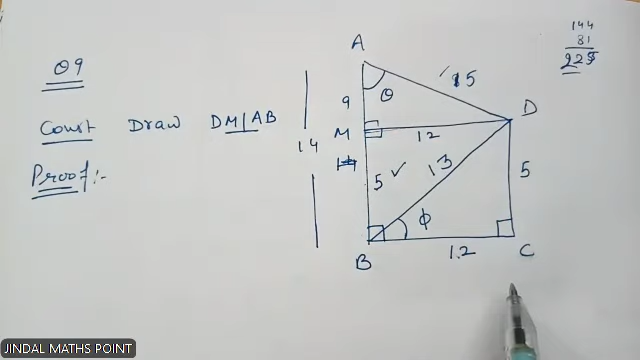 Q9
Const Draw DM⊥AB
Proof:-
144
81
225
A
θ
15
9
D
M
12
14
5 ✓
13
5
φ
B
12
C
JINDAL MATHS POINT